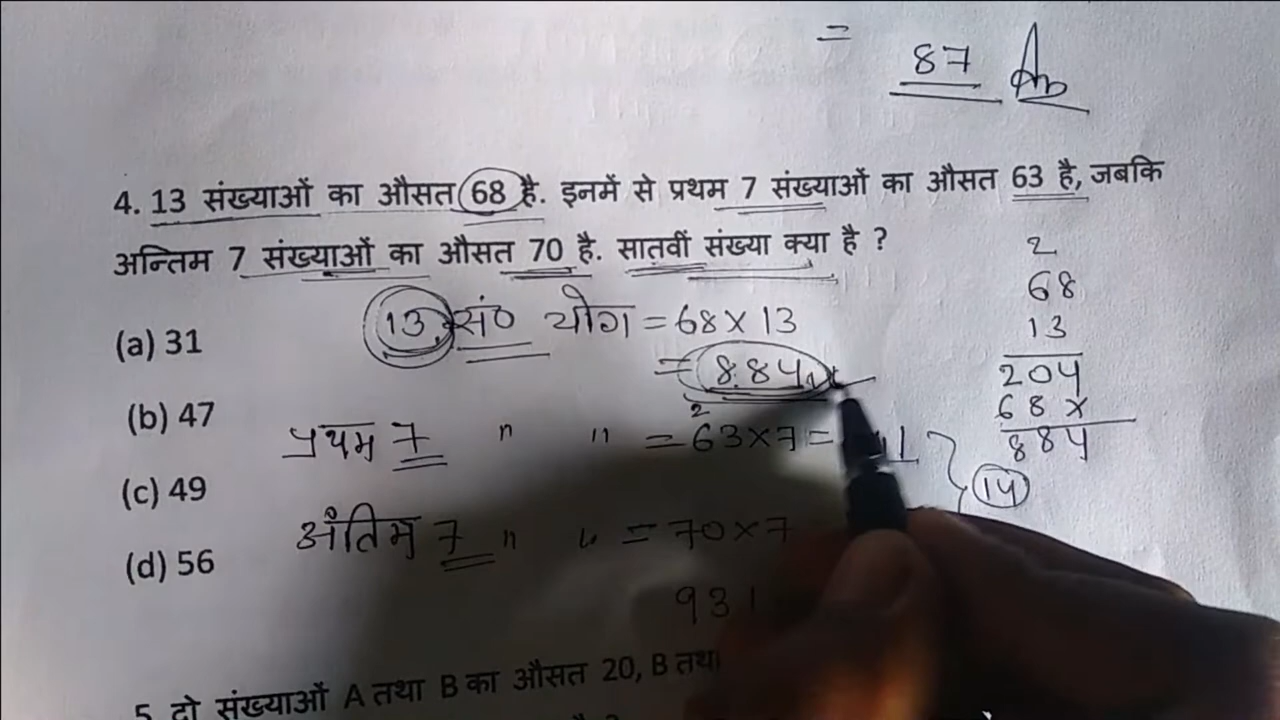 = 87 Ans
4. 13 संख्याओं का औसत 68 है. इनमें से प्रथम 7 संख्याओं का औसत 63 है, जबकि
अन्तिम 7 संख्याओं का औसत 70 है. सातवीं संख्या क्या है ?
(a) 31
(b) 47
(c) 49
(d) 56
13 सं० योग = 68 x 13
= 884
प्रथम 7 " " = 63 x 7 =
अंतिम 7 " " = 70 x 7
931
2
68
13
204
68 x
884
14
5. दो संख्याओं A तथा B का औसत 20, B तथा